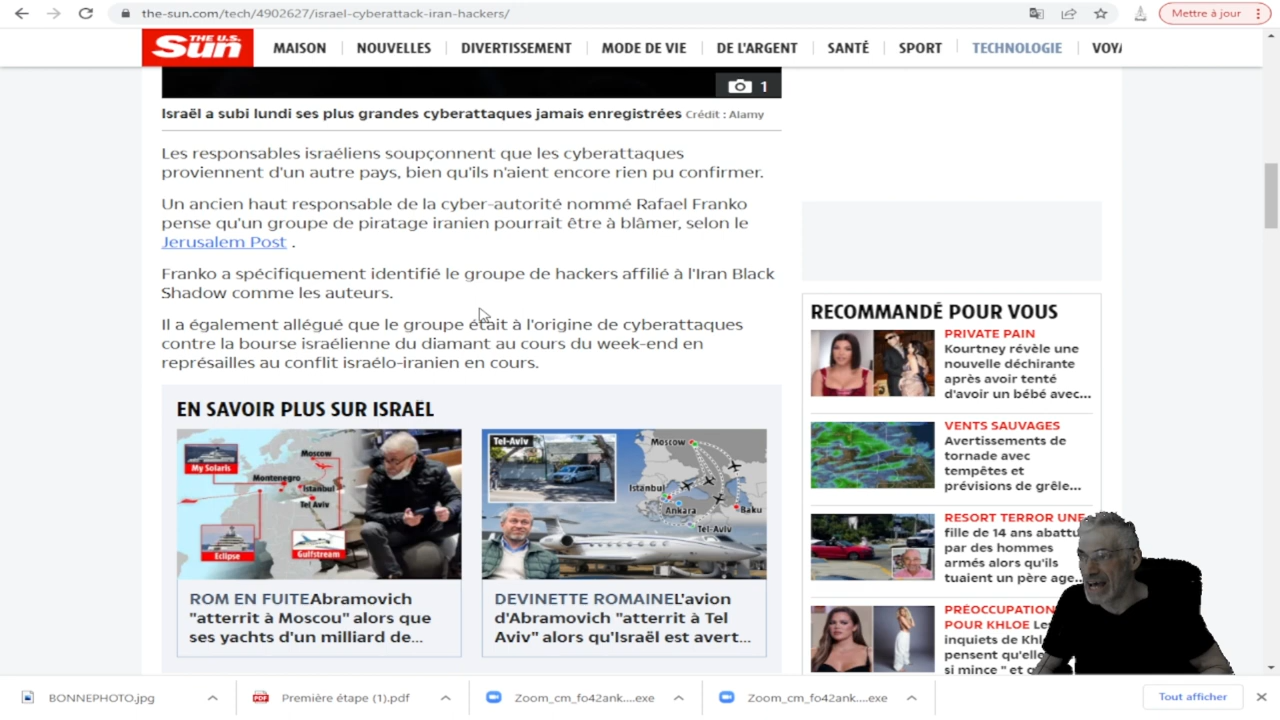 the-sun.com/tech/4902627/israel-cyberattack-iran-hackers/
Mettre à jour
THE U.S.
Sun
MAISON
NOUVELLES
DIVERTISSEMENT
MODE DE VIE
DE L'ARGENT
SANTÉ
SPORT
TECHNOLOGIE
VOYA
1
Israël a subi lundi ses plus grandes cyberattaques jamais enregistrées Crédit : Alamy
Les responsables israéliens soupçonnent que les cyberattaques
proviennent d'un autre pays, bien qu'ils n'aient encore rien pu confirmer.
Un ancien haut responsable de la cyber-autorité nommé Rafael Franko
pense qu'un groupe de piratage iranien pourrait être à blâmer, selon le
Jerusalem Post .
Franko a spécifiquement identifié le groupe de hackers affilié à l'Iran Black
Shadow comme les auteurs.
Il a également allégué que le groupe était à l'origine de cyberattaques
contre la bourse israélienne du diamant au cours du week-end en
représailles au conflit israélo-iranien en cours.
EN SAVOIR PLUS SUR ISRAËL
My Solaris
Moscow
Montenegro
Istanbul
Tel Aviv
Eclipse
Gulfstream
ROM EN FUITEAbramovich
"atterrit à Moscou" alors que
ses yachts d'un milliard de...
Tel-Aviv
Moscow
Istanbul
Ankara
Baku
Tel-Aviv
DEVINETTE ROMAINEL'avion
d'Abramovich "atterrit à Tel
Aviv" alors qu'Israël est avert...
RECOMMANDÉ POUR VOUS
PRIVATE PAIN
Kourtney révèle une
nouvelle déchirante
après avoir tenté
d'avoir un bébé avec...
VENTS SAUVAGES
Avertissements de
tornade avec
tempêtes et
prévisions de grêle...
RESORT TERROR UNE
fille de 14 ans abattu
par des hommes
armés alors qu'ils
tuaient un père age...
PRÉOCCUPATION
POUR KHLOE Les
inquiets de Khl
pensent qu'elle
si mince " et
BONNEPHOTO.jpg
PDF
Première étape (1).pdf
Zoom_cm_fo42ank....exe
Zoom_cm_fo42ank....exe
Tout afficher